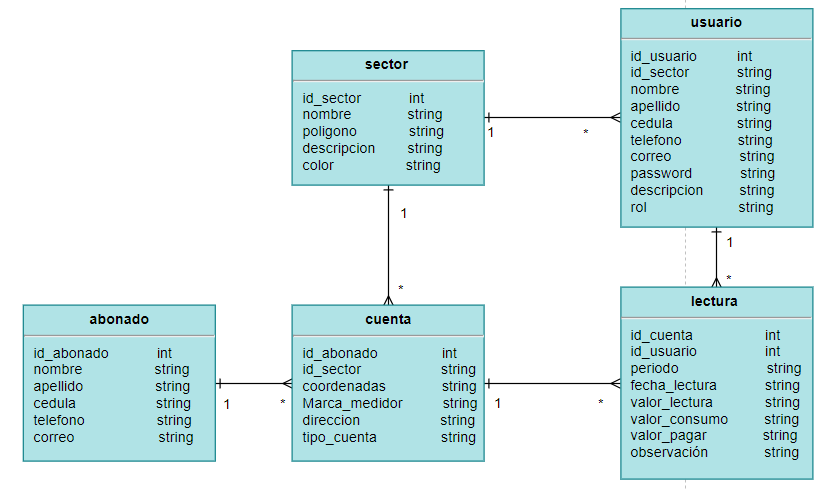 usuario
id_usuario int
id_sector string
nombre string
apellido string
cedula string
telefono string
correo string
password string
descripcion string
rol string
sector
id_sector int
nombre string
poligono string
descripcion string
color string
1 *
1
*
1
*
abonado
id_abonado int
nombre string
apellido string
cedula string
telefono string
correo string
1 *
cuenta
id_abonado int
id_sector string
coordenadas string
Marca_medidor string
direccion string
tipo_cuenta string
1 *
lectura
id_cuenta int
id_usuario int
periodo string
fecha_lectura string
valor_lectura string
valor_consumo string
valor_pagar string
observación string